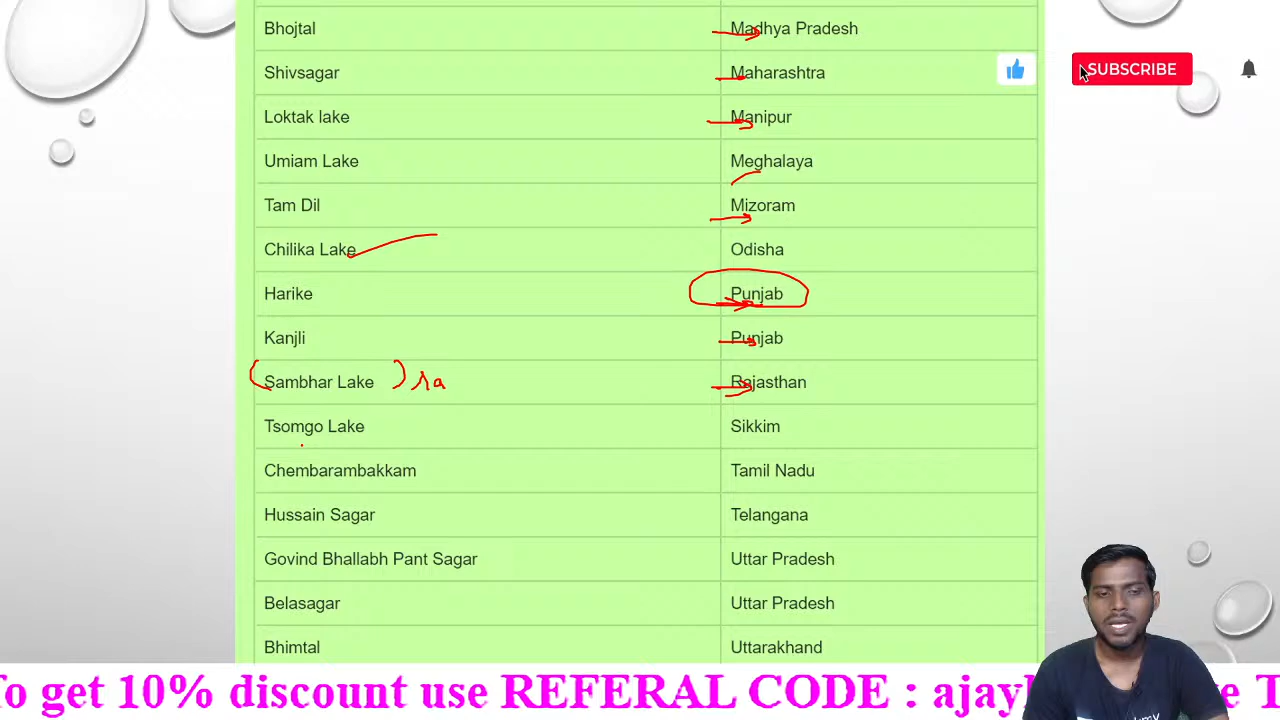 Bhojtal Madhya Pradesh
Shivsagar Maharashtra
SUBSCRIBE
Loktak lake Manipur
Umiam Lake Meghalaya
Tam Dil Mizoram
Chilika Lake Odisha
Harike Punjab
Kanjli Punjab
(Sambhar Lake) ra Rajasthan
Tsomgo Lake Sikkim
Chembarambakkam Tamil Nadu
Hussain Sagar Telangana
Govind Bhallabh Pant Sagar Uttar Pradesh
Belasagar Uttar Pradesh
Bhimtal Uttarakhand
To get 10% discount use REFERAL CODE :